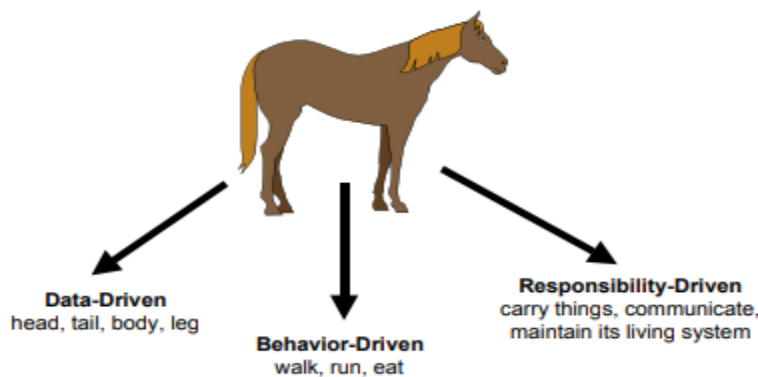 Data-Driven
head, tail, body, leg
Behavior-Driven
walk, run, eat
Responsibility-Driven
carry things, communicate,
maintain its living system